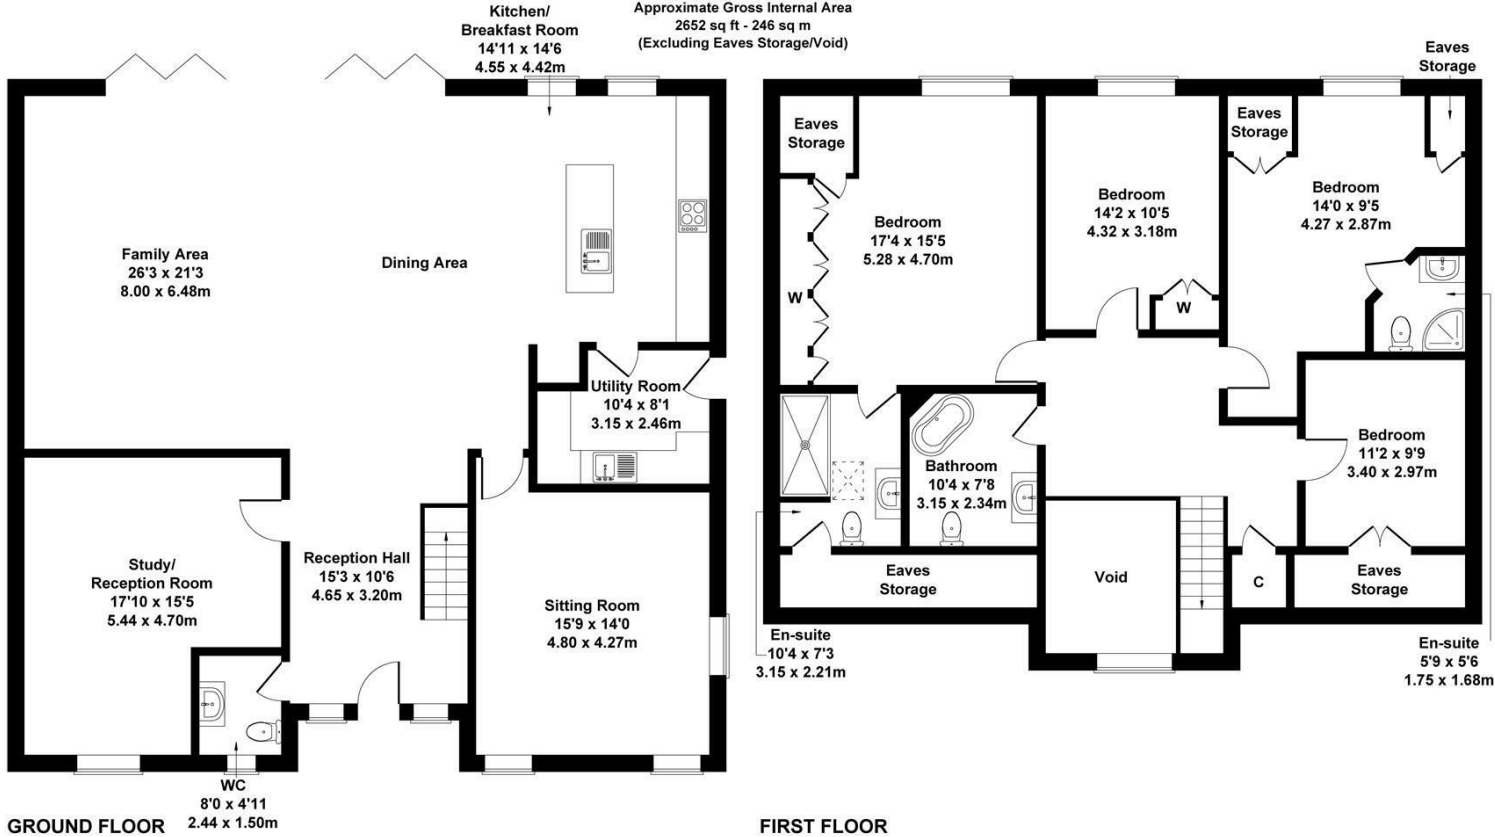 Kitchen/
Breakfast Room
14'11 x 14'6
4.55 x 4.42m
Approximate Gross Internal Area
2652 sq ft - 246 sq m
(Excluding Eaves Storage/Void)
Family Area
26'3 x 21'3
8.00 x 6.48m
Dining Area
Utility Room
10'4 x 8'1
3.15 x 2.46m
Study/
Reception Room
17'10 x 15'5
5.44 x 4.70m
Reception Hall
15'3 x 10'6
4.65 x 3.20m
Sitting Room
15'9 x 14'0
4.80 x 4.27m
WC
8'0 x 4'11
2.44 x 1.50m
GROUND FLOOR
Eaves
Storage
Eaves
Storage
Eaves
Storage
Bedroom
17'4 x 15'5
5.28 x 4.70m
W
Bedroom
14'2 x 10'5
4.32 x 3.18m
W
Bedroom
14'0 x 9'5
4.27 x 2.87m
Bathroom
10'4 x 7'8
3.15 x 2.34m
Bedroom
11'2 x 9'9
3.40 x 2.97m
Eaves
Storage
Void
C
Eaves
Storage
En-suite
10'4 x 7'3
3.15 x 2.21m
En-suite
5'9 x 5'6
1.75 x 1.68m
FIRST FLOOR